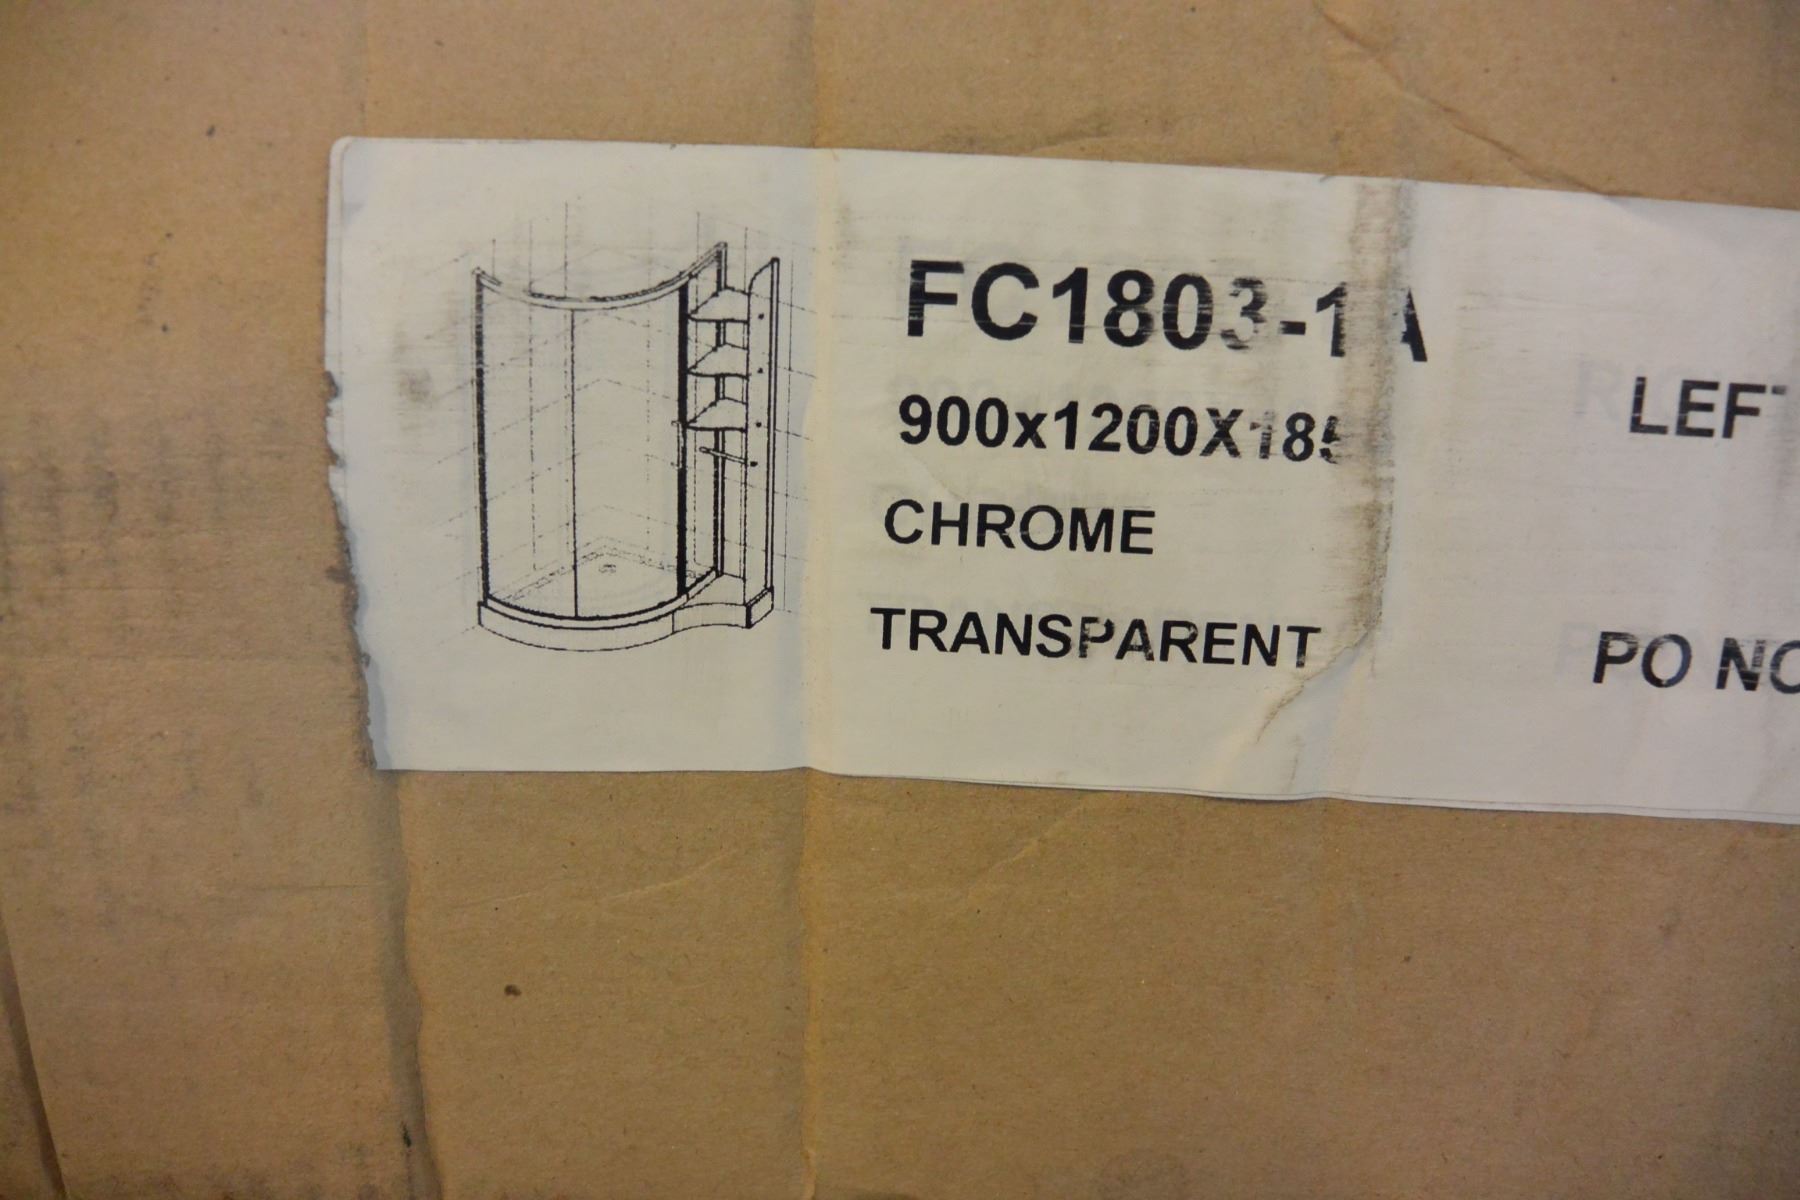 FC1803-1A
900x1200X185
CHROME
TRANSPARENT
LEFT
PO NO